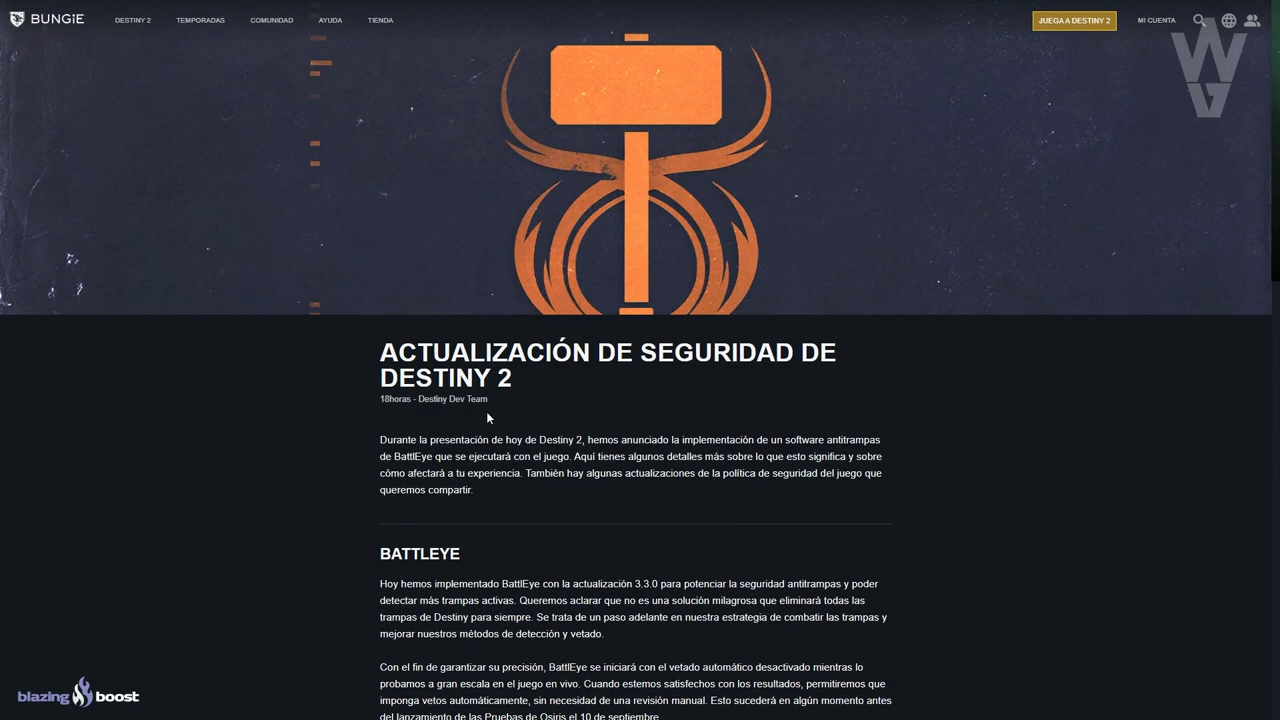 BUNGiE
DESTINY 2
TEMPORADAS
COMUNIDAD
AYUDA
TIENDA
JUEGA A DESTINY 2
MI CUENTA
ACTUALIZACIÓN DE SEGURIDAD DE
DESTINY 2
18horas - Destiny Dev Team
Durante la presentación de hoy de Destiny 2, hemos anunciado la implementación de un software antitrampas
de BattlEye que se ejecutará con el juego. Aquí tienes algunos detalles más sobre lo que esto significa y sobre
cómo afectará a tu experiencia. También hay algunas actualizaciones de la política de seguridad del juego que
queremos compartir.
BATTLEYE
Hoy hemos implementado BattlEye con la actualización 3.3.0 para potenciar la seguridad antitrampas y poder
detectar más trampas activas. Queremos aclarar que no es una solución milagrosa que eliminará todas las
trampas de Destiny para siempre. Se trata de un paso adelante en nuestra estrategia de combatir las trampas y
mejorar nuestros métodos de detección y vetado.
Con el fin de garantizar su precisión, BattlEye se iniciará con el vetado automático desactivado mientras lo
probamos a gran escala en el juego en vivo. Cuando estemos satisfechos con los resultados, permitiremos que
imponga vetos automáticamente, sin necesidad de una revisión manual. Esto sucederá en algún momento antes
del lanzamiento de las Pruebas de Osiris el 10 de septiembre.
blazing boost